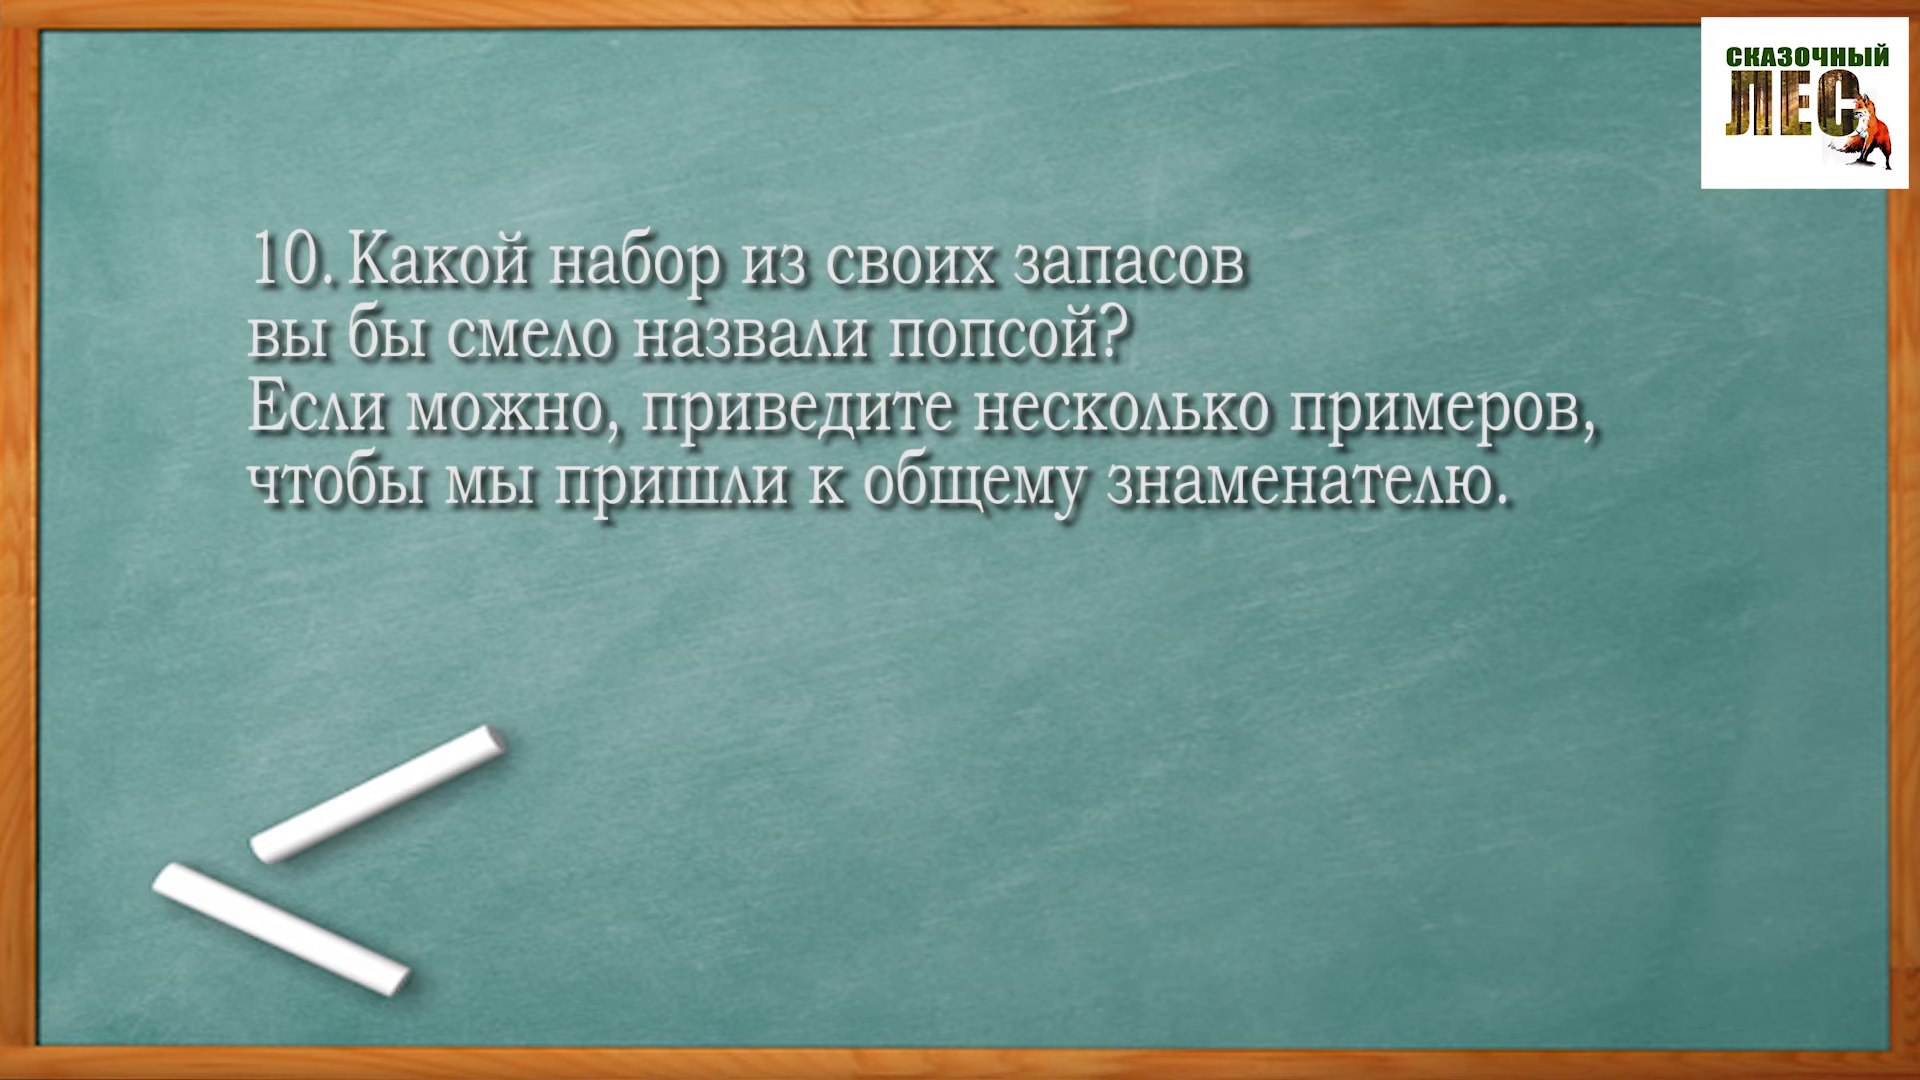 СКАЗОЧНЫЙ
ЛЕС
10. Какой набор из своих запасов
вы бы смело назвали попсой?
Если можно, приведите несколько примеров,
чтобы мы пришли к общему знаменателю.